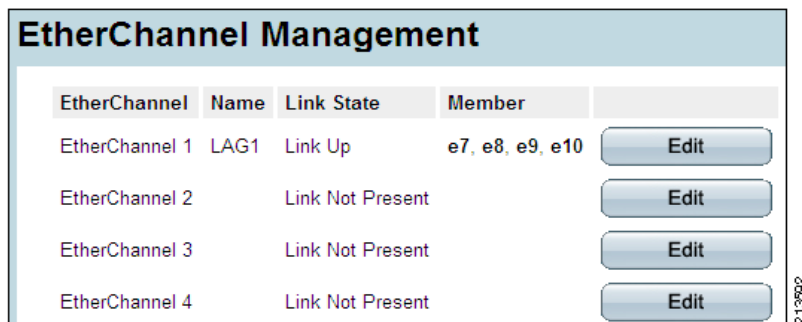 EtherChannel Management
EtherChannel Name Link State Member
EtherChannel 1 LAG1 Link Up e7, e8, e9, e10 Edit
EtherChannel 2 Link Not Present Edit
EtherChannel 3 Link Not Present Edit
EtherChannel 4 Link Not Present Edit
213592